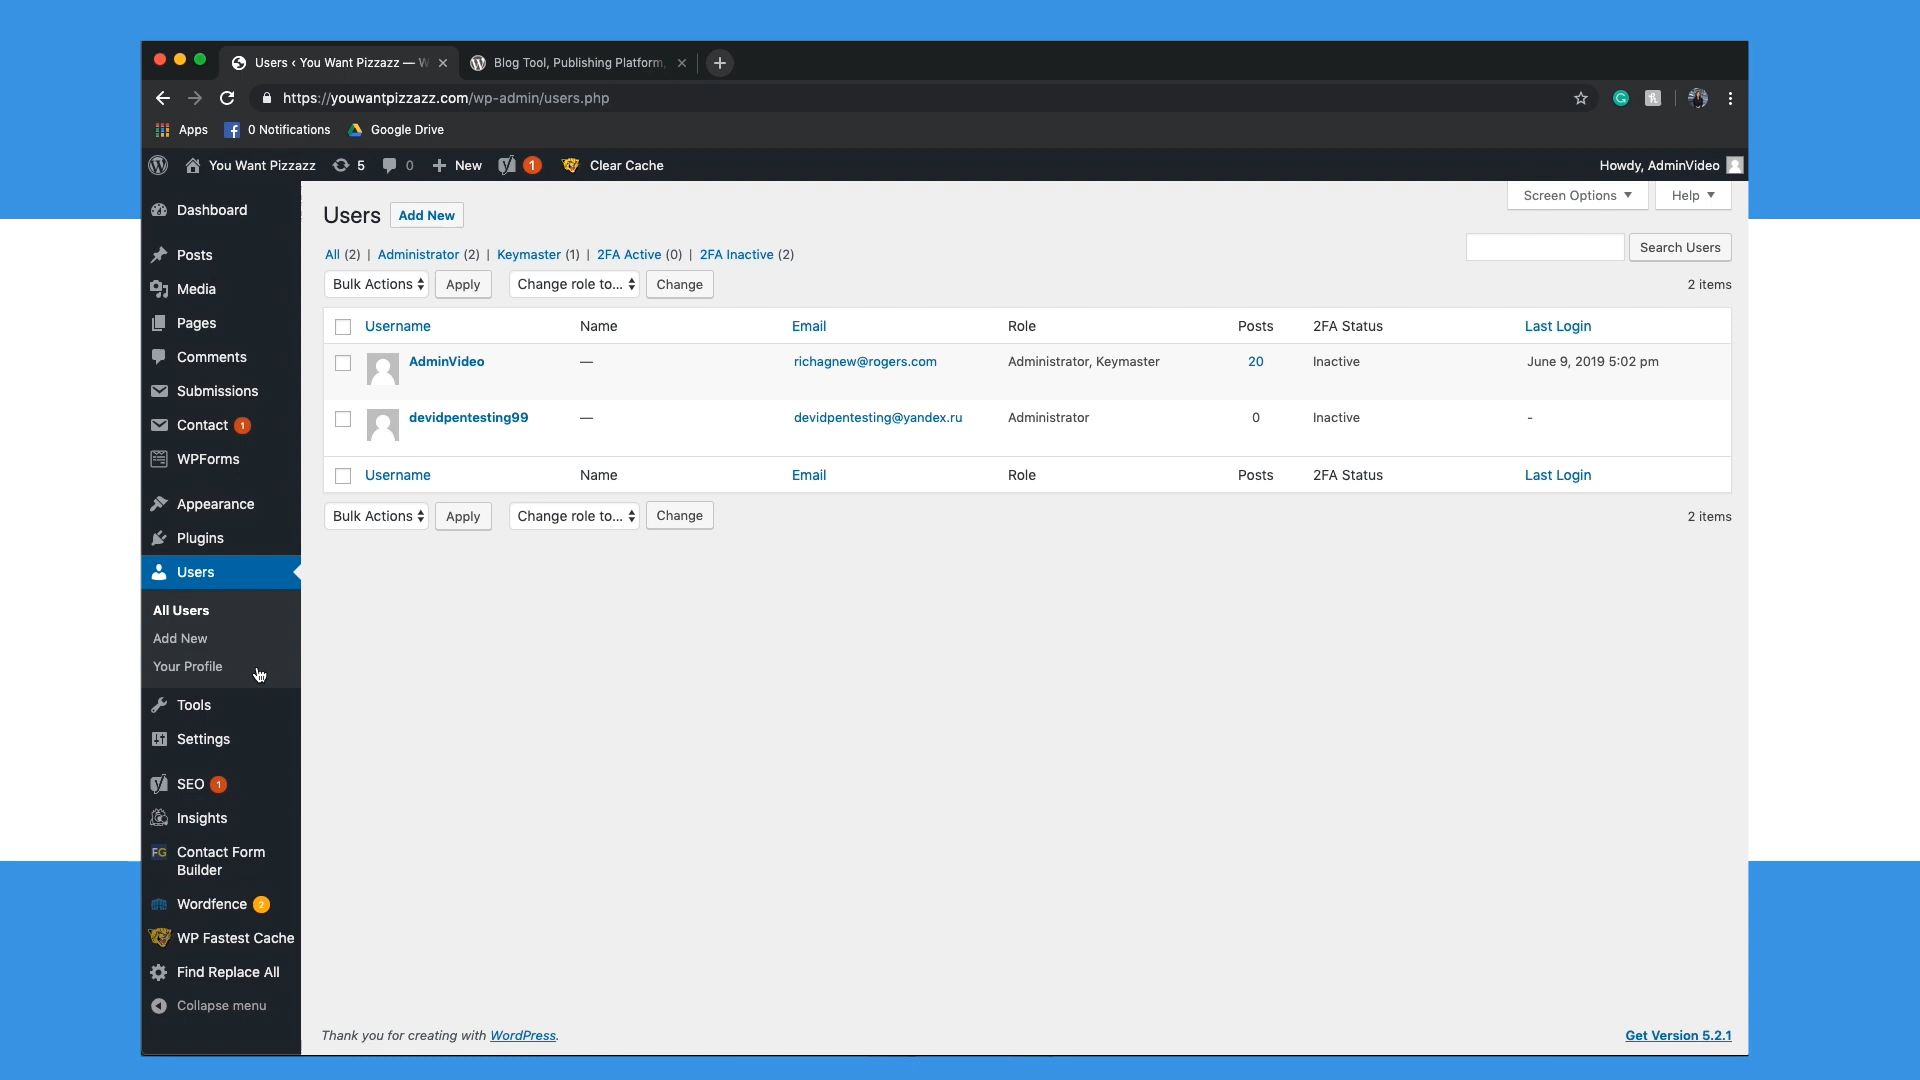 Users ‹ You Want Pizzazz — W
Blog Tool, Publishing Platform,
https://youwantpizzazz.com/wp-admin/users.php
Apps
0 Notifications
Google Drive
You Want Pizzazz
5
0
New
1
Clear Cache
Howdy, AdminVideo
Dashboard
Posts
Media
Pages
Comments
Submissions
Contact 1
WPForms
Appearance
Plugins
Users
All Users
Add New
Your Profile
Tools
Settings
SEO 1
Insights
FG Contact Form
Builder
Wordfence 2
WP Fastest Cache
Find Replace All
Collapse menu
Screen Options
Help
Users
Add New
All (2) | Administrator (2) | Keymaster (1) | 2FA Active (0) | 2FA Inactive (2)
Search Users
Bulk Actions
Apply
Change role to...
Change
2 items
Username Name Email Role Posts 2FA Status Last Login
AdminVideo — richagnew@rogers.com Administrator, Keymaster 20 Inactive June 9, 2019 5:02 pm
devidpentesting99 — devidpentesting@yandex.ru Administrator 0 Inactive -
Username Name Email Role Posts 2FA Status Last Login
Bulk Actions
Apply
Change role to...
Change
2 items
Thank you for creating with WordPress.
Get Version 5.2.1